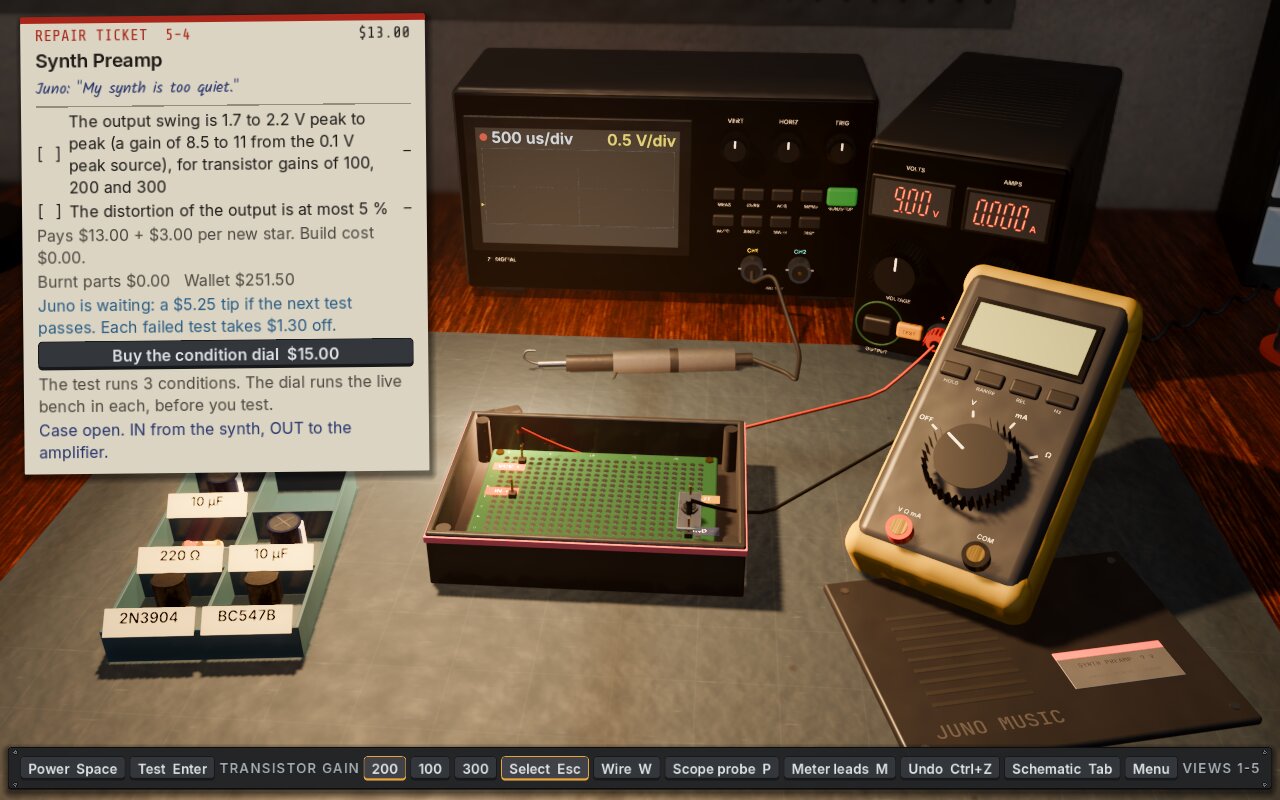 REPAIR TICKET 5-4 $13.00
Synth Preamp
Juno: "My synth is too quiet."
The output swing is 1.7 to 2.2 V peak to
peak (a gain of 8.5 to 11 from the 0.1 V
[ ] peak source), for transistor gains of 100, –
200 and 300
[ ] The distortion of the output is at most 5 % –
Pays $13.00 + $3.00 per new star. Build cost
$0.00.
Burnt parts $0.00 Wallet $251.50
Juno is waiting: a $5.25 tip if the next test
passes. Each failed test takes $1.30 off.
Buy the condition dial $15.00
The test runs 3 conditions. The dial runs the live
bench in each, before you test.
Case open. IN from the synth, OUT to the
amplifier.
500 us/div 0.5 V/div
VERT HORIZ TRIG
CH1 CH2
VOLTS AMPS
9.00 V 0.000 A
VOLTAGE
OUTPUT
TEST
HOLD RANGE REL HZ
OFF V mA Ω
V Ω mA
COM
10 µF
220 Ω 10 µF
2N3904 BC547B
SYNTH PREAMP
JUNO MUSIC
Power Space Test Enter TRANSISTOR GAIN 200 100 300 Select Esc Wire W Scope probe P Meter leads M Undo Ctrl+Z Schematic Tab Menu VIEWS 1-5